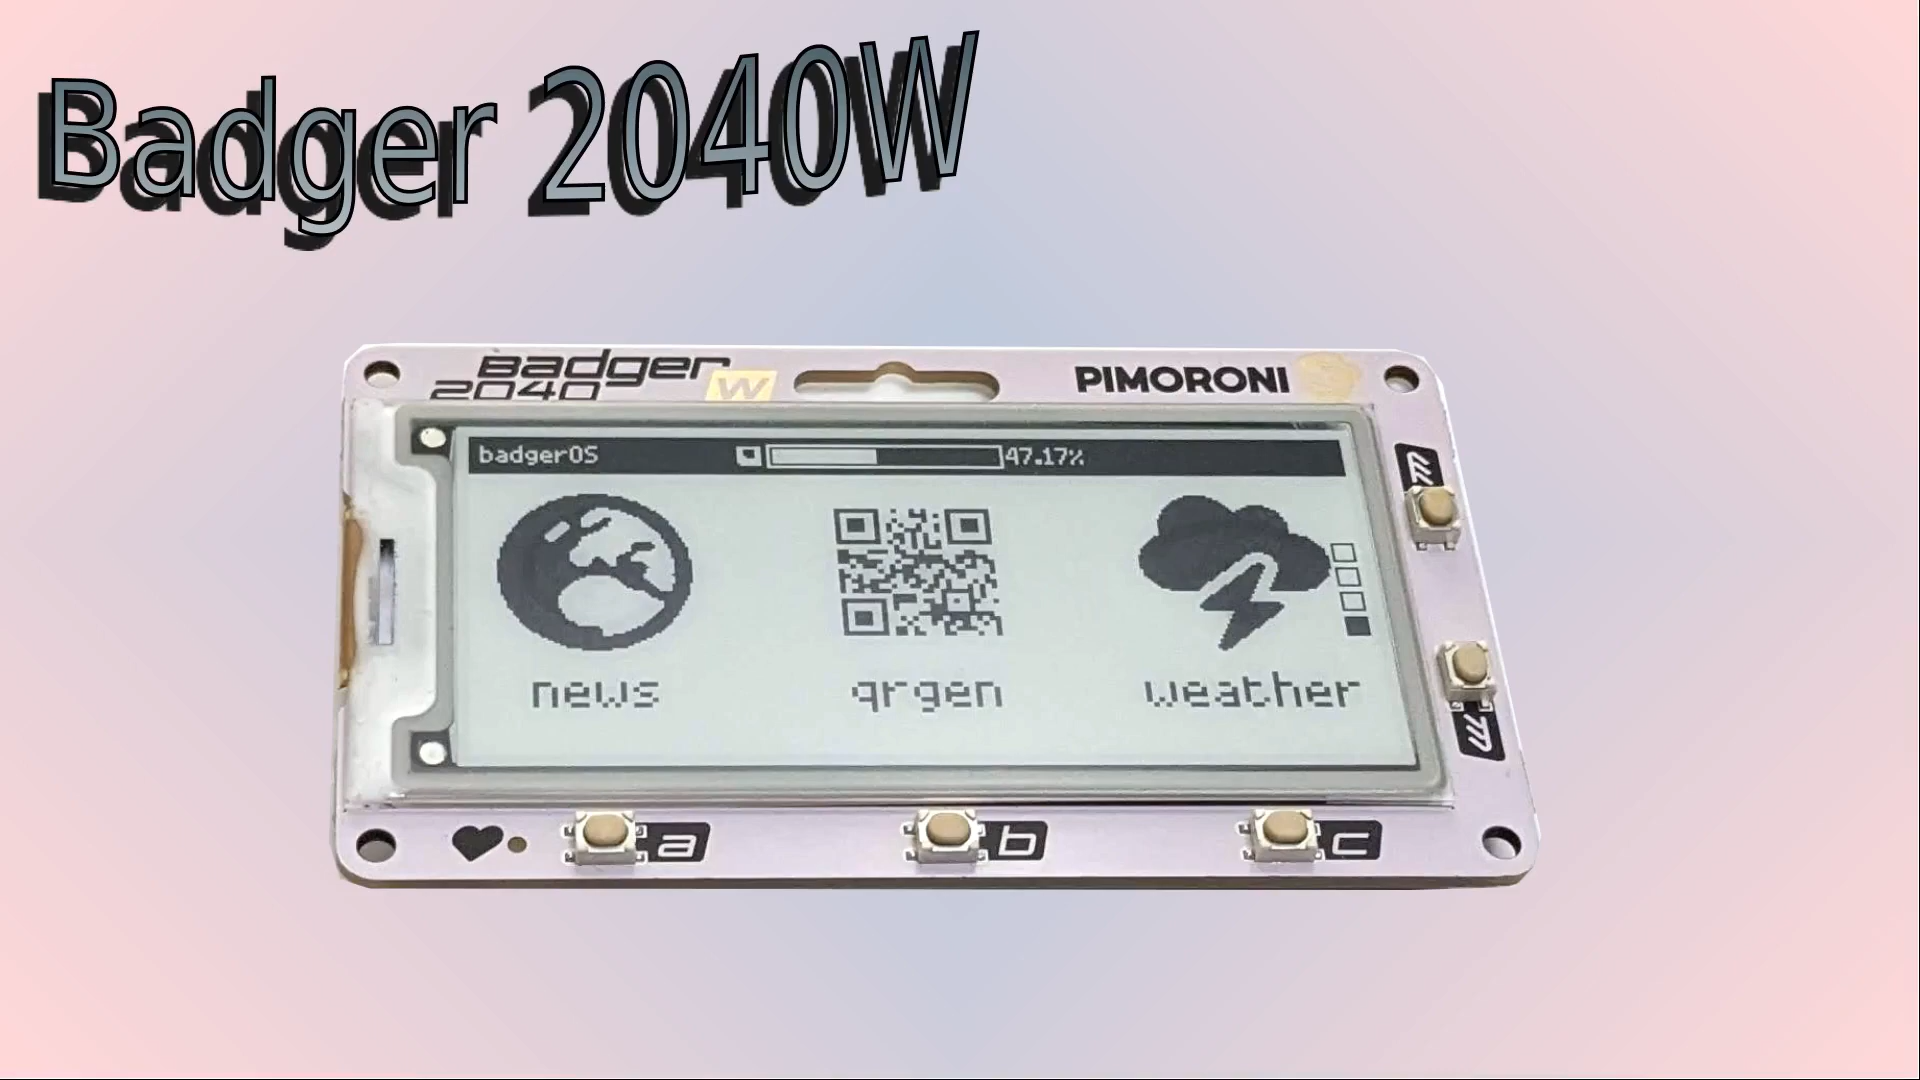 Badger 2040W
Badger
2040 W
PIMORONI
badgerOS 47.17%
news qrgen weather
a b c